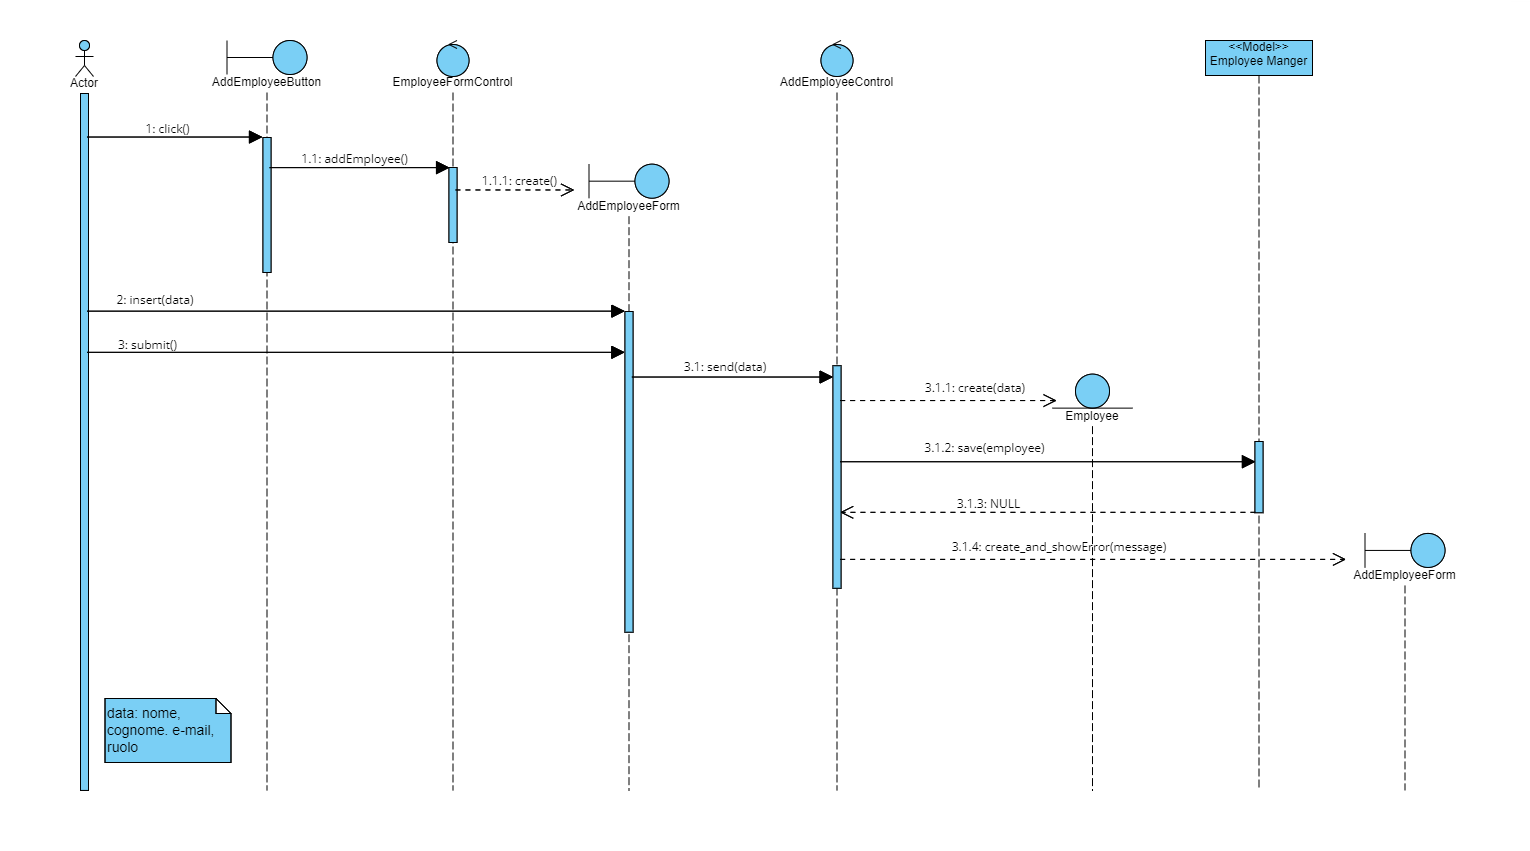 <<Model>>
Employee Manger
Actor
AddEmployeeButton
EmployeeFormControl
AddEmployeeControl
1: click()
1.1: addEmployee()
1.1.1: create()
AddEmployeeForm
2: insert(data)
3: submit()
3.1: send(data)
3.1.1: create(data)
Employee
3.1.2: save(employee)
3.1.3: NULL
3.1.4: create_and_showError(message)
AddEmployeeForm
data: nome,
cognome. e-mail,
ruolo